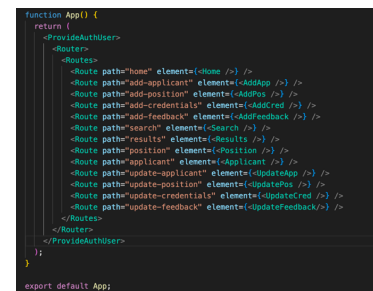 function App() {
return (
<ProvideAuthUser>
<Router>
<Routes>
<Route path="home" element={<Home />} />
<Route path="add-applicant" element={<AddApp />} />
<Route path="add-position" element={<AddPos />} />
<Route path="add-credentials" element={<AddCred />} />
<Route path="add-feedback" element={<AddFeedback />} />
<Route path="search" element={<Search />} />
<Route path="results" element={<Results />} />
<Route path="position" element={<Position />} />
<Route path="applicant" element={<Applicant />} />
<Route path="update-applicant" element={<UpdateApp />} />
<Route path="update-position" element={<UpdatePos />} />
<Route path="update-credentials" element={<UpdateCred />} />
<Route path="update-feedback" element={<UpdateFeedback/>} />
</Routes>
</Router>
</ProvideAuthUser>
);
}
export default App;